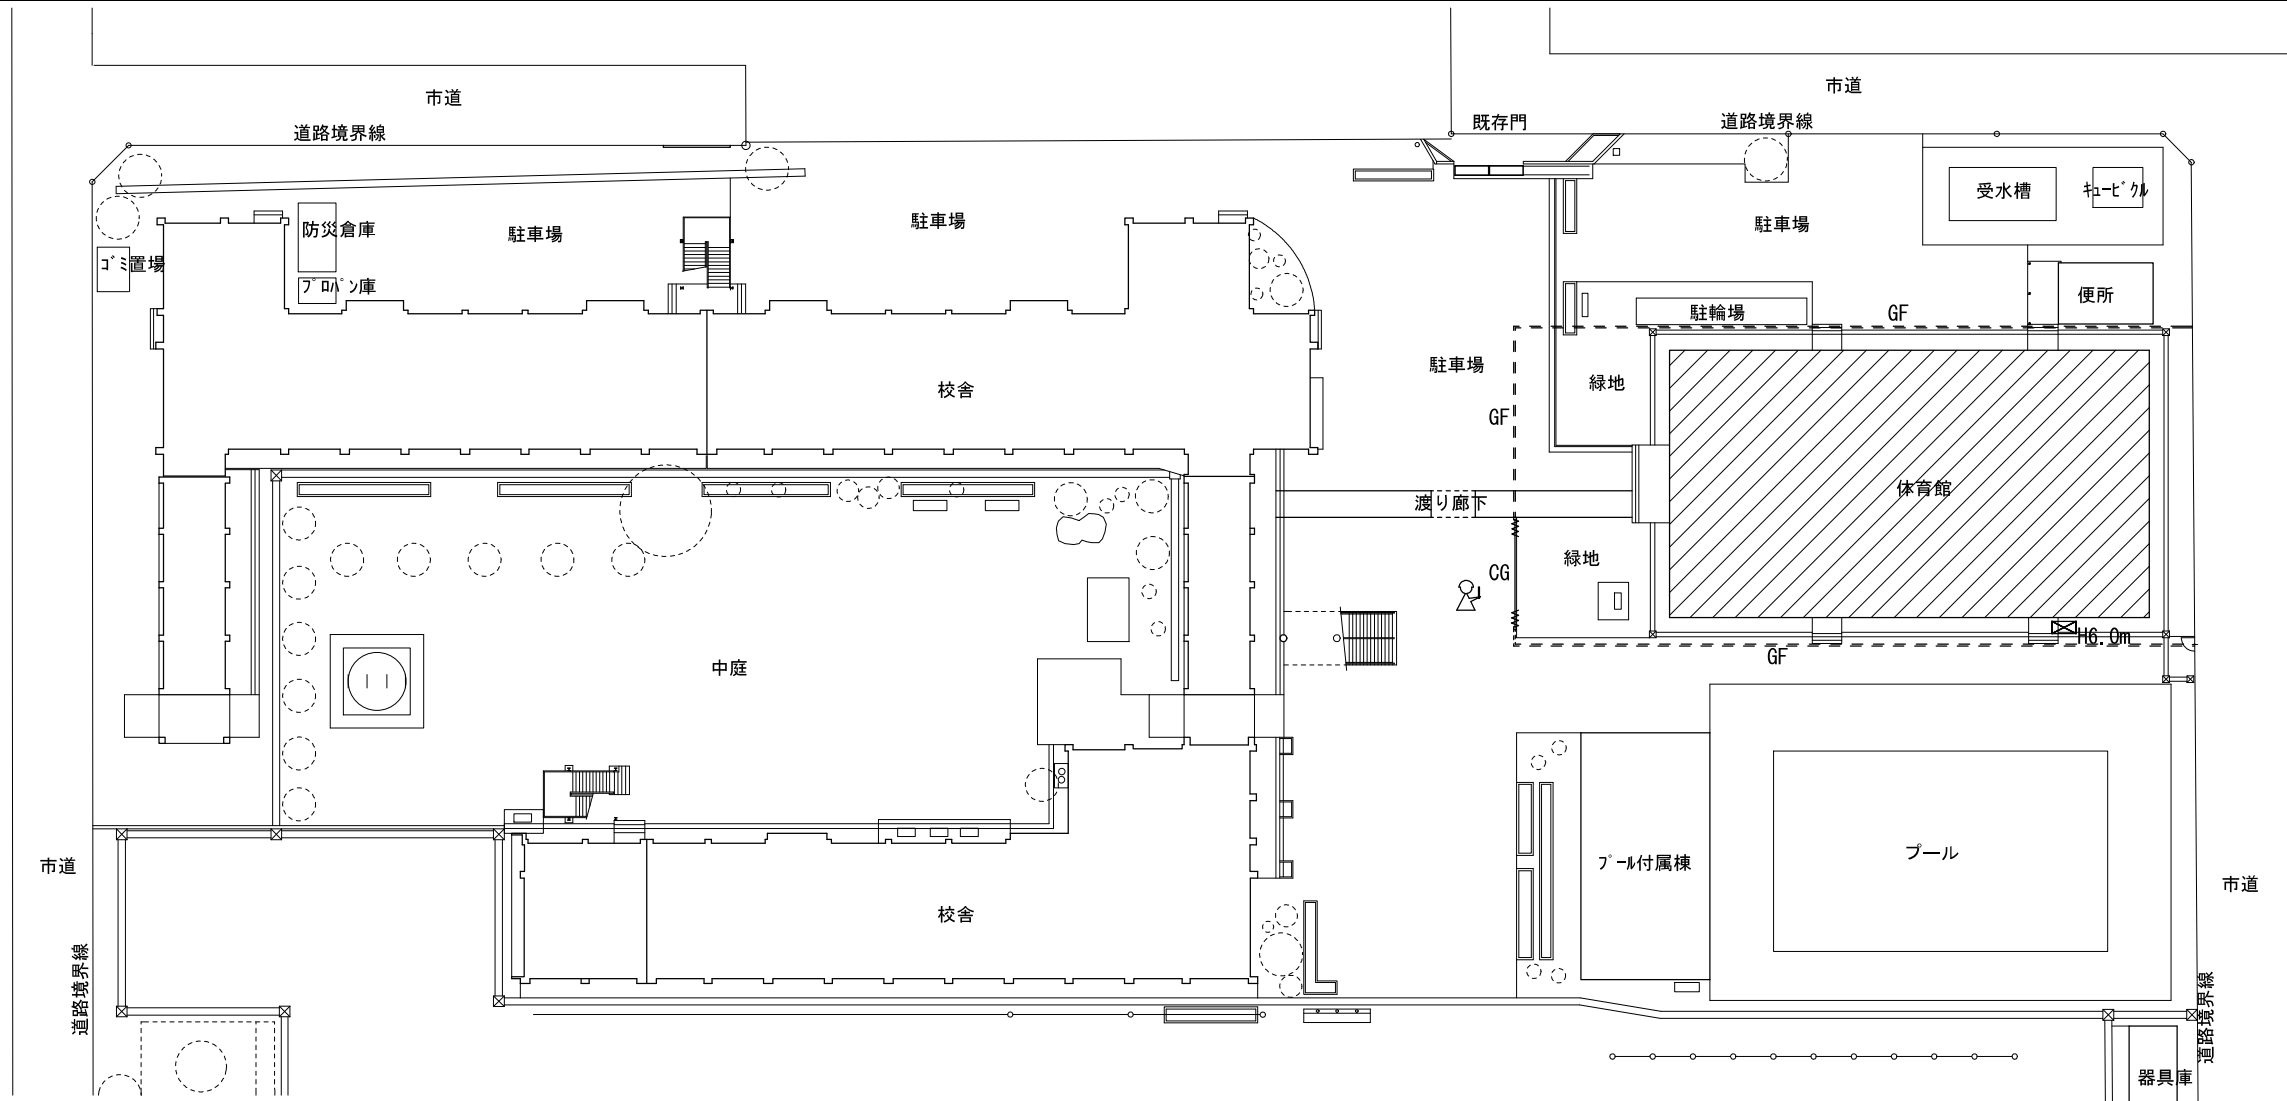 市道
市道
道路境界線
既存門
道路境界線
受水槽
ｷｭｰﾋﾞｸﾙ
防災倉庫
駐車場
駐車場
駐車場
ｺﾞﾐ置場
ﾌﾟﾛﾊﾟﾝ庫
便所
駐輪場
GF
駐車場
緑地
校舎
GF
体育館
渡り廊下
緑地
CG
H6.0m
GF
中庭
プール
ﾌﾟｰﾙ付属棟
市道
市道
校舎
道路境界線
道路境界線
器具庫